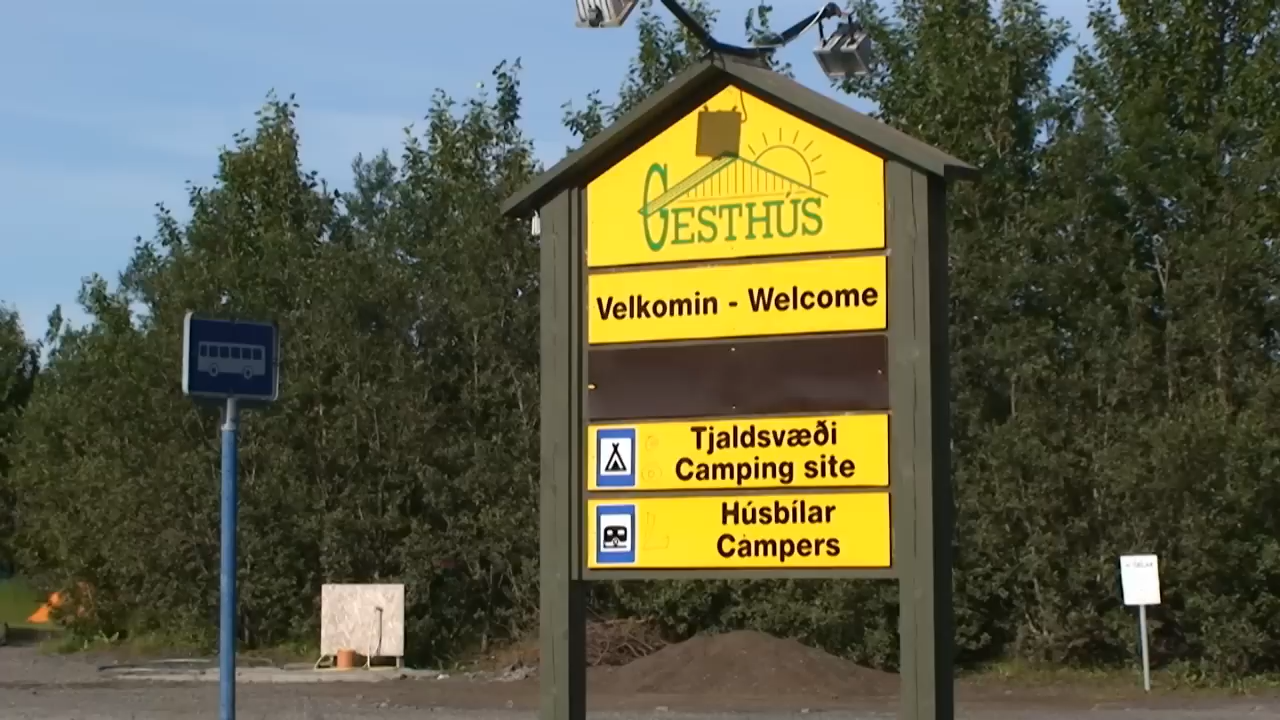 GESTHÚS
Velkomin - Welcome
Tjaldsvæði
Camping site
Húsbílar
Campers